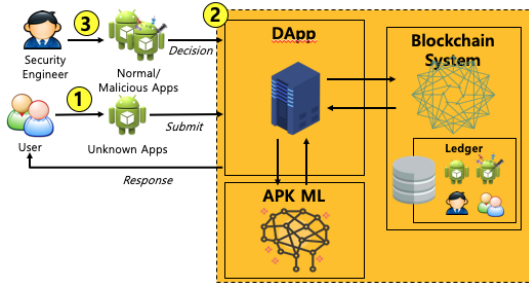 3
2
DApp
Blockchain
System
Security
Engineer
Normal/
Malicious Apps
Decision
1
User
Unknown Apps
Submit
Response
Ledger
APK ML